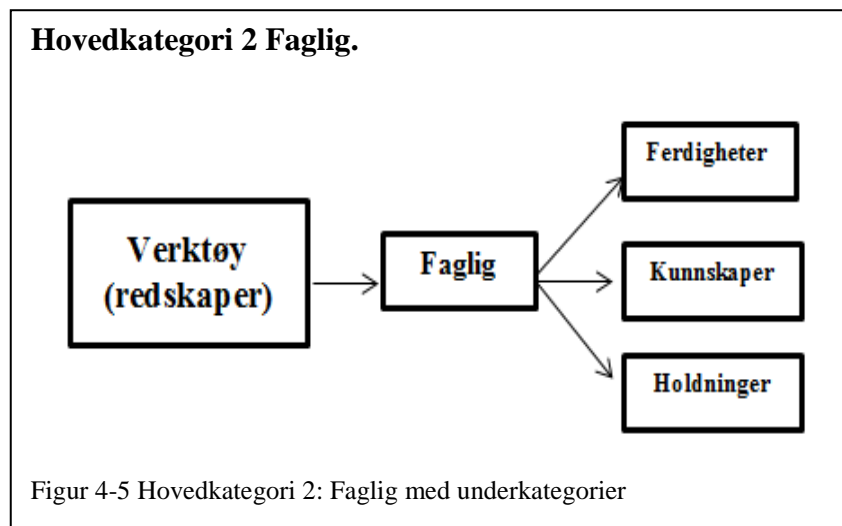 Hovedkategori 2 Faglig.
Verktøy
(redskaper)
Faglig
Ferdigheter
Kunnskaper
Holdninger
Figur 4-5 Hovedkategori 2: Faglig med underkategorier